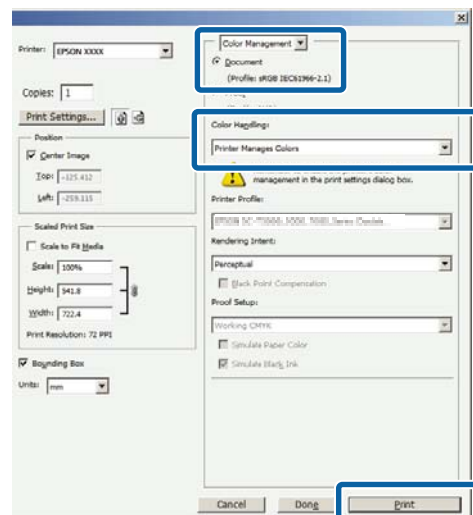 Printer: EPSON XXXX
Copies: 1
Print Settings...
Position
Center Image
Top: -125.412
Left: -259.115
Scaled Print Size
Scale to Fit Media
Scale: 100%
Height: 541.8
Width: 722.4
Print Resolution: 72 PPI
Bounding Box
Units: mm
Color Management
Document
(Profile: sRGB IEC61966-2.1)
Color Handling:
Printer Manages Colors
management in the print settings dialog box.
Printer Profile:
Rendering Intent:
Perceptual
Black Point Compensation
Proof Setup:
Working CMYK
Simulate Paper Color
Simulate Black Ink
Cancel
Done
Print